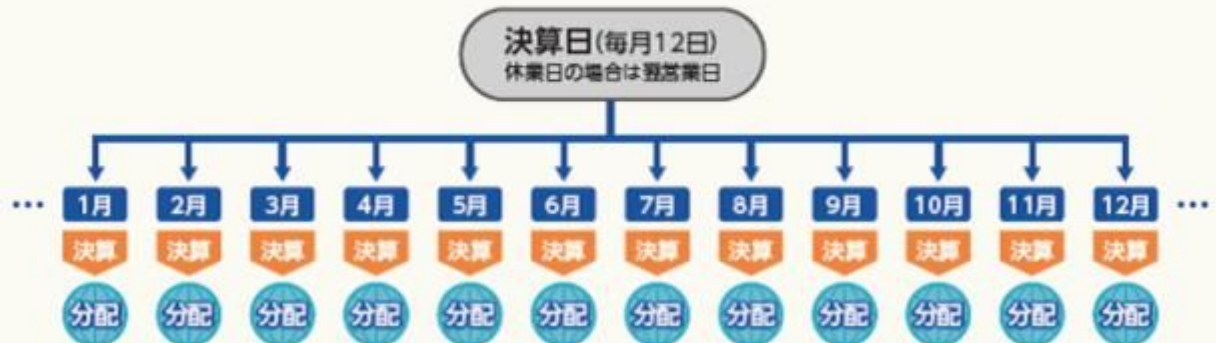 決算日(毎月12日)
休業日の場合は翌営業日
… 1月 2月 3月 4月 5月 6月 7月 8月 9月 10月 11月 12月 …
決算 決算 決算 決算 決算 決算 決算 決算 決算 決算 決算 決算
分配 分配 分配 分配 分配 分配 分配 分配 分配 分配 分配 分配